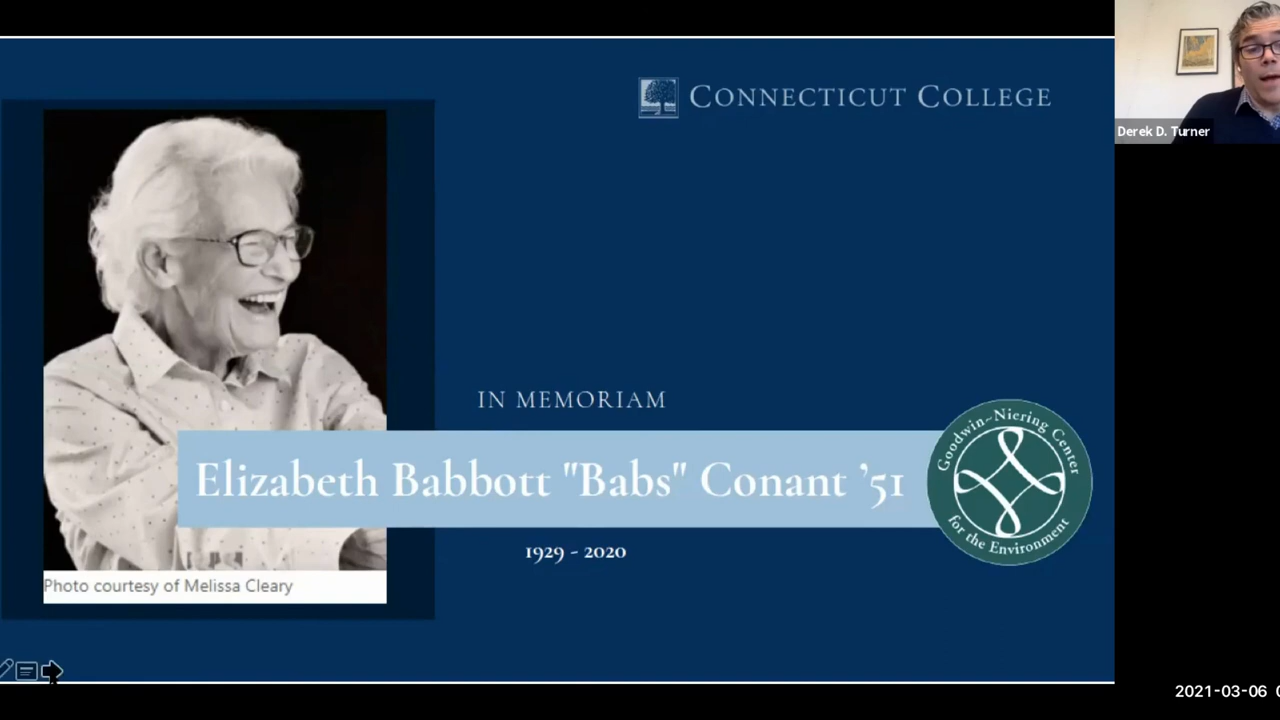 CONNECTICUT COLLEGE
Derek D. Turner
IN MEMORIAM
Elizabeth Babbott "Babs" Conant ’51
Goodwin~Niering Center
for the Environment
1929 - 2020
Photo courtesy of Melissa Cleary
2021-03-06